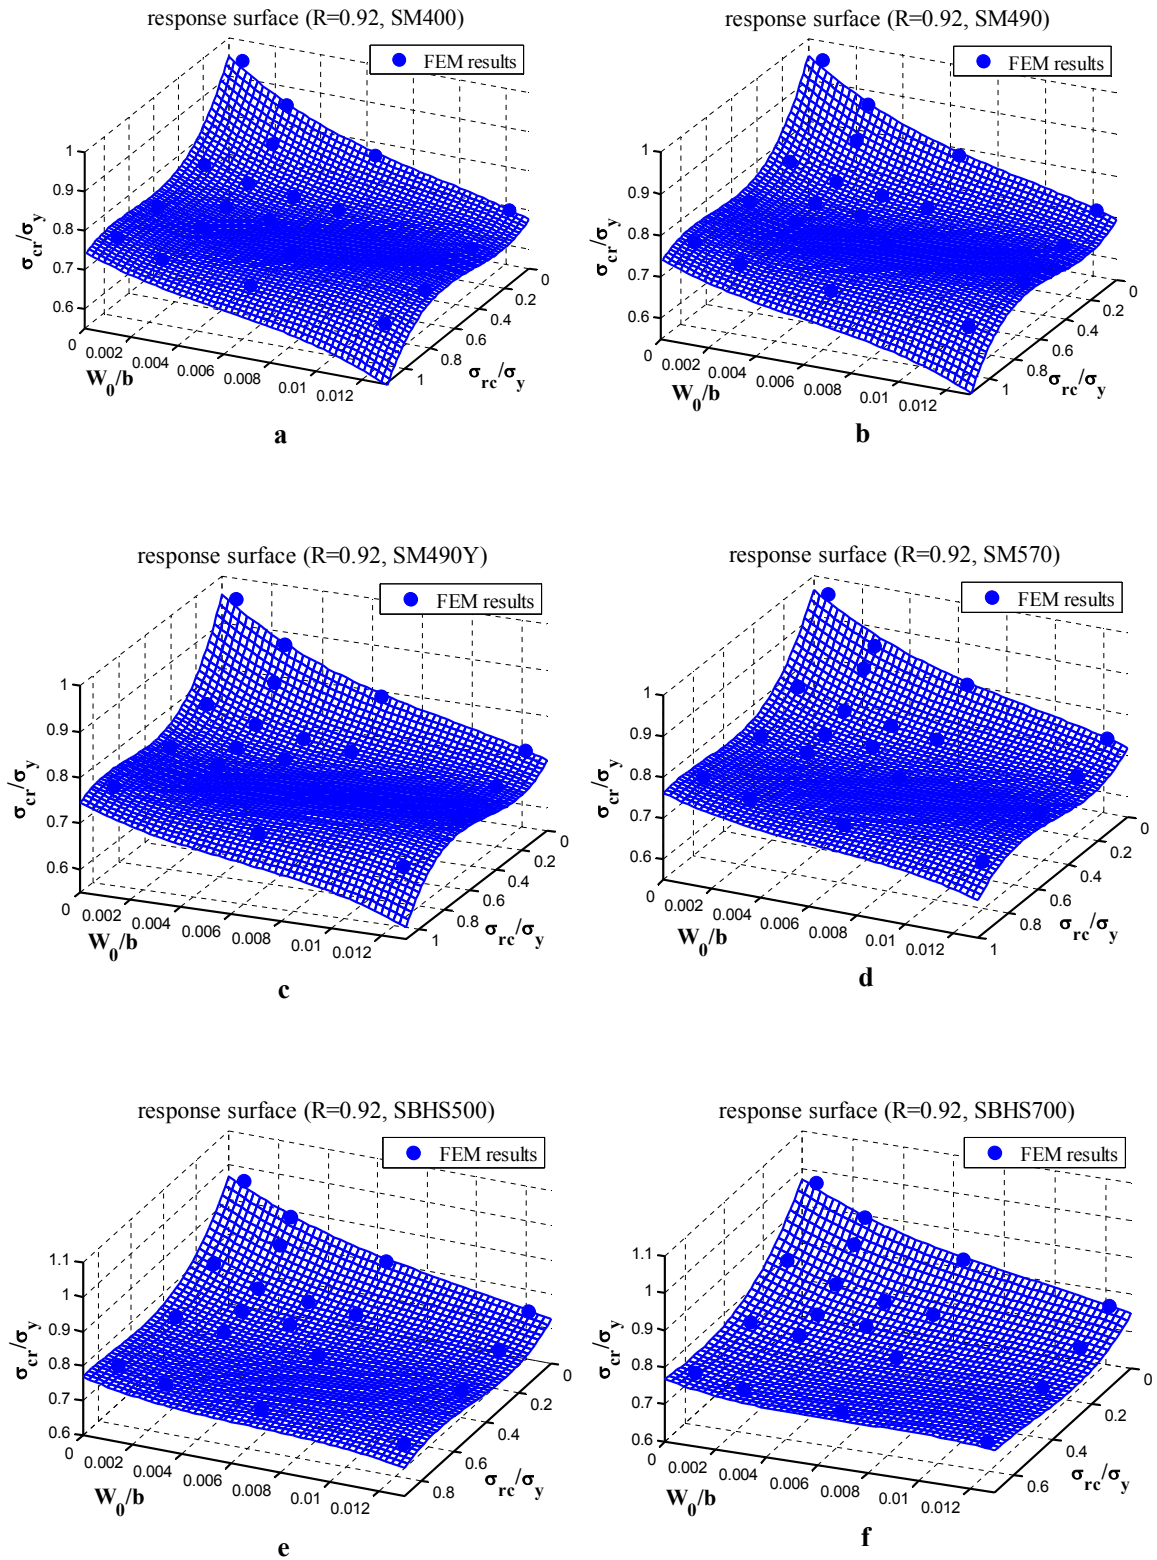 response surface (R=0.92, SM400)
FEM results
1
0.9
0.8
0.7
0.6
σcr/σy
0
0.002
0.004
0.006
0.008
0.01
0.012
W0/b
0
0.2
0.4
0.6
0.8
1
σrc/σy
a
response surface (R=0.92, SM490)
FEM results
1
0.9
0.8
0.7
0.6
σcr/σy
0
0.002
0.004
0.006
0.008
0.01
0.012
W0/b
0
0.2
0.4
0.6
0.8
1
σrc/σy
b
response surface (R=0.92, SM490Y)
FEM results
1
0.9
0.8
0.7
0.6
σcr/σy
0
0.002
0.004
0.006
0.008
0.01
0.012
W0/b
0
0.2
0.4
0.6
0.8
1
σrc/σy
c
response surface (R=0.92, SM570)
FEM results
1
0.9
0.8
0.7
0.6
σcr/σy
0
0.002
0.004
0.006
0.008
0.01
0.012
W0/b
0
0.2
0.4
0.6
0.8
1
σrc/σy
d
response surface (R=0.92, SBHS500)
FEM results
1.1
1
0.9
0.8
0.7
0.6
σcr/σy
0
0.002
0.004
0.006
0.008
0.01
0.012
W0/b
0
0.2
0.4
0.6
0.8
σrc/σy
e
response surface (R=0.92, SBHS700)
FEM results
1.1
1
0.9
0.8
0.7
0.6
σcr/σy
0
0.002
0.004
0.006
0.008
0.01
0.012
W0/b
0
0.2
0.4
0.6
σrc/σy
f